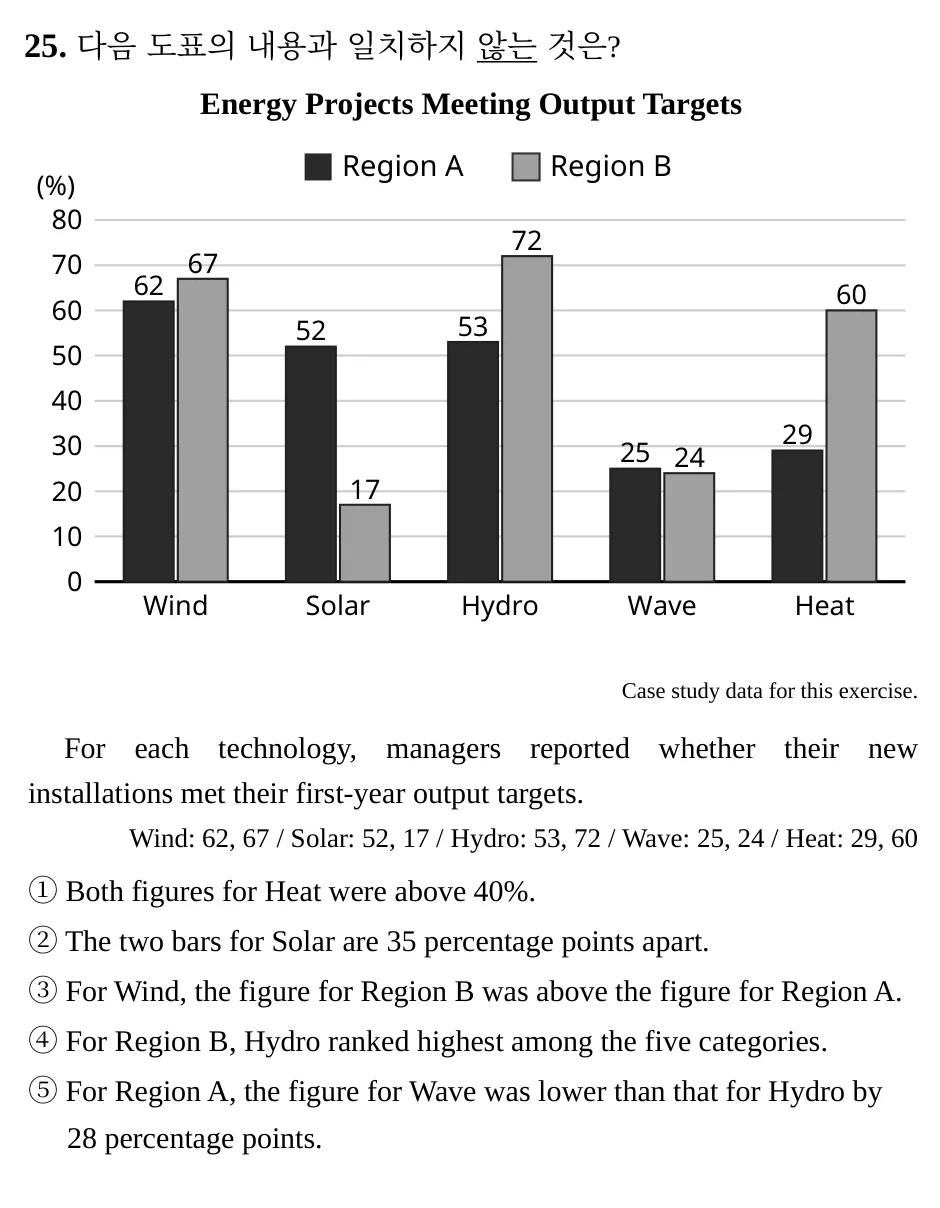 25. 다음 도표의 내용과 일치하지 않는 것은?
Energy Projects Meeting Output Targets
Region A Region B
(%)
80
70
60
50
40
30
20
10
0
62 67
52 17
53 72
25 24
29 60
Wind Solar Hydro Wave Heat
Case study data for this exercise.
For each technology, managers reported whether their new
installations met their first-year output targets.
Wind: 62, 67 / Solar: 52, 17 / Hydro: 53, 72 / Wave: 25, 24 / Heat: 29, 60
① Both figures for Heat were above 40%.
② The two bars for Solar are 35 percentage points apart.
③ For Wind, the figure for Region B was above the figure for Region A.
④ For Region B, Hydro ranked highest among the five categories.
⑤ For Region A, the figure for Wave was lower than that for Hydro by
28 percentage points.